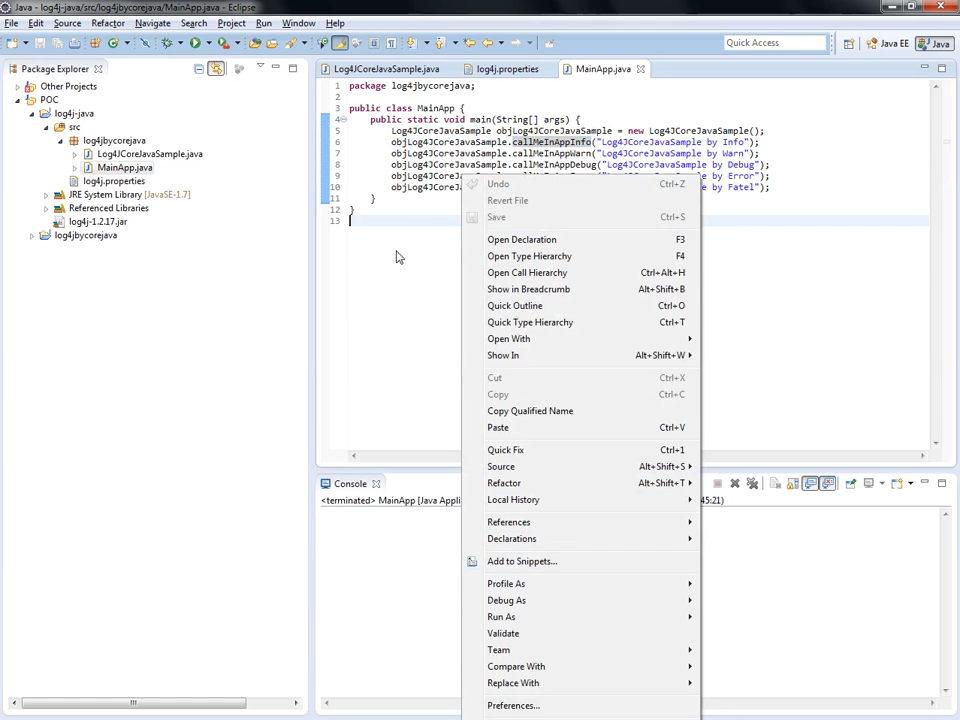 Java - log4j-java/src/log4jbycorejava/MainApp.java - Eclipse
File Edit Source Refactor Navigate Search Project Run Window Help
Quick Access Java EE Java
Package Explorer
Other Projects
POC
log4j-java
src
log4jbycorejava
Log4JCoreJavaSample.java
MainApp.java
log4j.properties
JRE System Library [JavaSE-1.7]
Referenced Libraries
log4j-1.2.17.jar
log4jbycorejava
Log4JCoreJavaSample.java log4j.properties MainApp.java
1 package log4jbycorejava;
2
3 public class MainApp {
4 public static void main(String[] args) {
5 Log4JCoreJavaSample objLog4JCoreJavaSample = new Log4JCoreJavaSample();
6 objLog4JCoreJavaSample.callMeInAppInfo("Log4JCoreJavaSample by Info");
7 objLog4JCoreJavaSample.callMeInAppWarn("Log4JCoreJavaSample by Warn");
8 objLog4JCoreJavaSample.callMeInAppDebug("Log4JCoreJavaSample by Debug");
9 by Error");
10 objLog4JCoreJa by Fatel");
11 }
12 }
13
Undo Ctrl+Z
Revert File
Save Ctrl+S
Open Declaration F3
Open Type Hierarchy F4
Open Call Hierarchy Ctrl+Alt+H
Show in Breadcrumb Alt+Shift+B
Quick Outline Ctrl+O
Quick Type Hierarchy Ctrl+T
Open With
Show In Alt+Shift+W
Cut Ctrl+X
Copy Ctrl+C
Copy Qualified Name
Paste Ctrl+V
Quick Fix Ctrl+1
Source Alt+Shift+S
Refactor Alt+Shift+T
Local History
References
Declarations
Add to Snippets...
Profile As
Debug As
Run As
Validate
Team
Compare With
Replace With
Preferences...
Console
<terminated> MainApp [Java Appli 45:21)